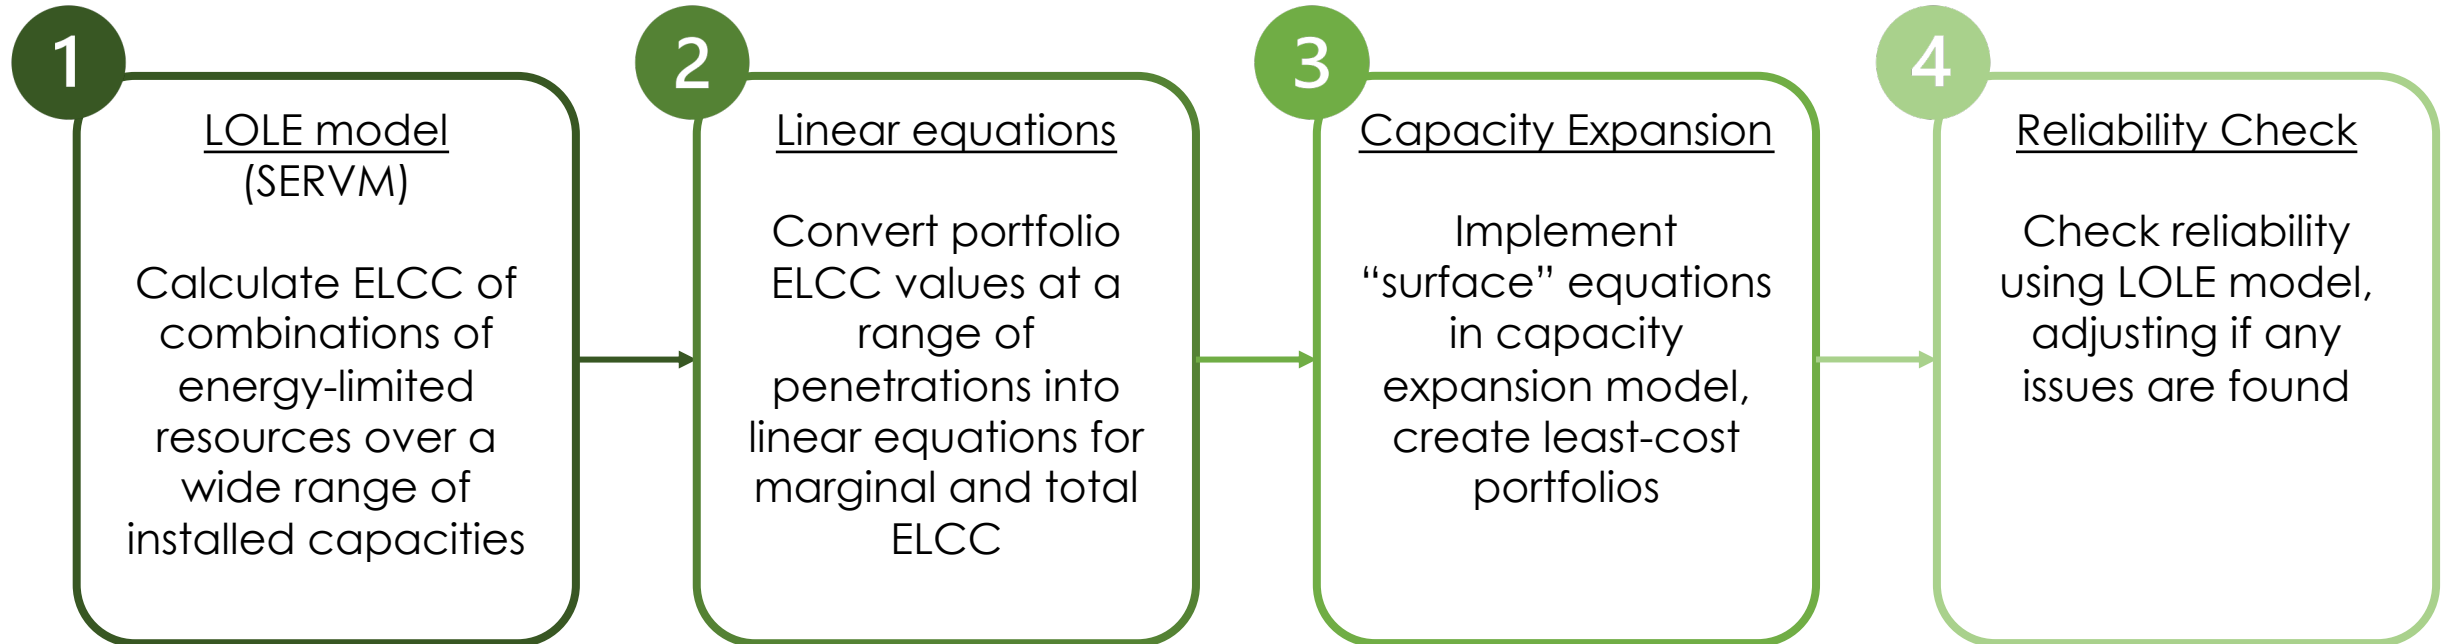 1
LOLE model
(SERVM)
Calculate ELCC of
combinations of
energy-limited
resources over a
wide range of
installed capacities
2
Linear equations
Convert portfolio
ELCC values at a
range of
penetrations into
linear equations for
marginal and total
ELCC
3
Capacity Expansion
Implement
“surface” equations
in capacity
expansion model,
create least-cost
portfolios
4
Reliability Check
Check reliability
using LOLE model,
adjusting if any
issues are found